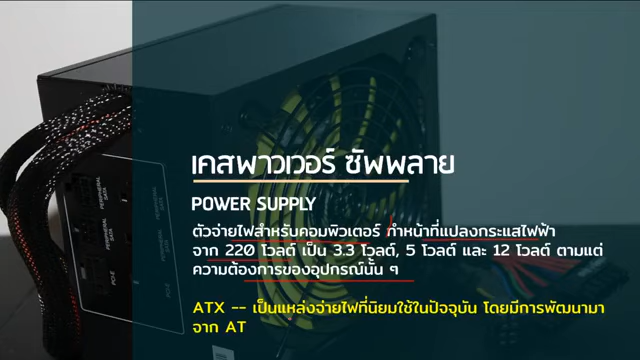 เคสพาวเวอร์ ซัพพลาย
POWER SUPPLY
ตัวจ่ายไฟสำหรับคอมพิวเตอร์ ทำหน้าที่แปลงกระแสไฟฟ้า
จาก 220 โวลต์ เป็น 3.3 โวลต์, 5 โวลต์ และ 12 โวลต์ ตามแต่
ความต้องการของอุปกรณ์นั้น ๆ
ATX -- เป็นแหล่งจ่ายไฟที่นิยมใช้ในปัจจุบัน โดยมีการพัฒนามา
จาก AT
PERIPHERAL
SATA
PERIPHERAL
SATA
PERIPHERAL
SATA
PCI-E
PCI-E